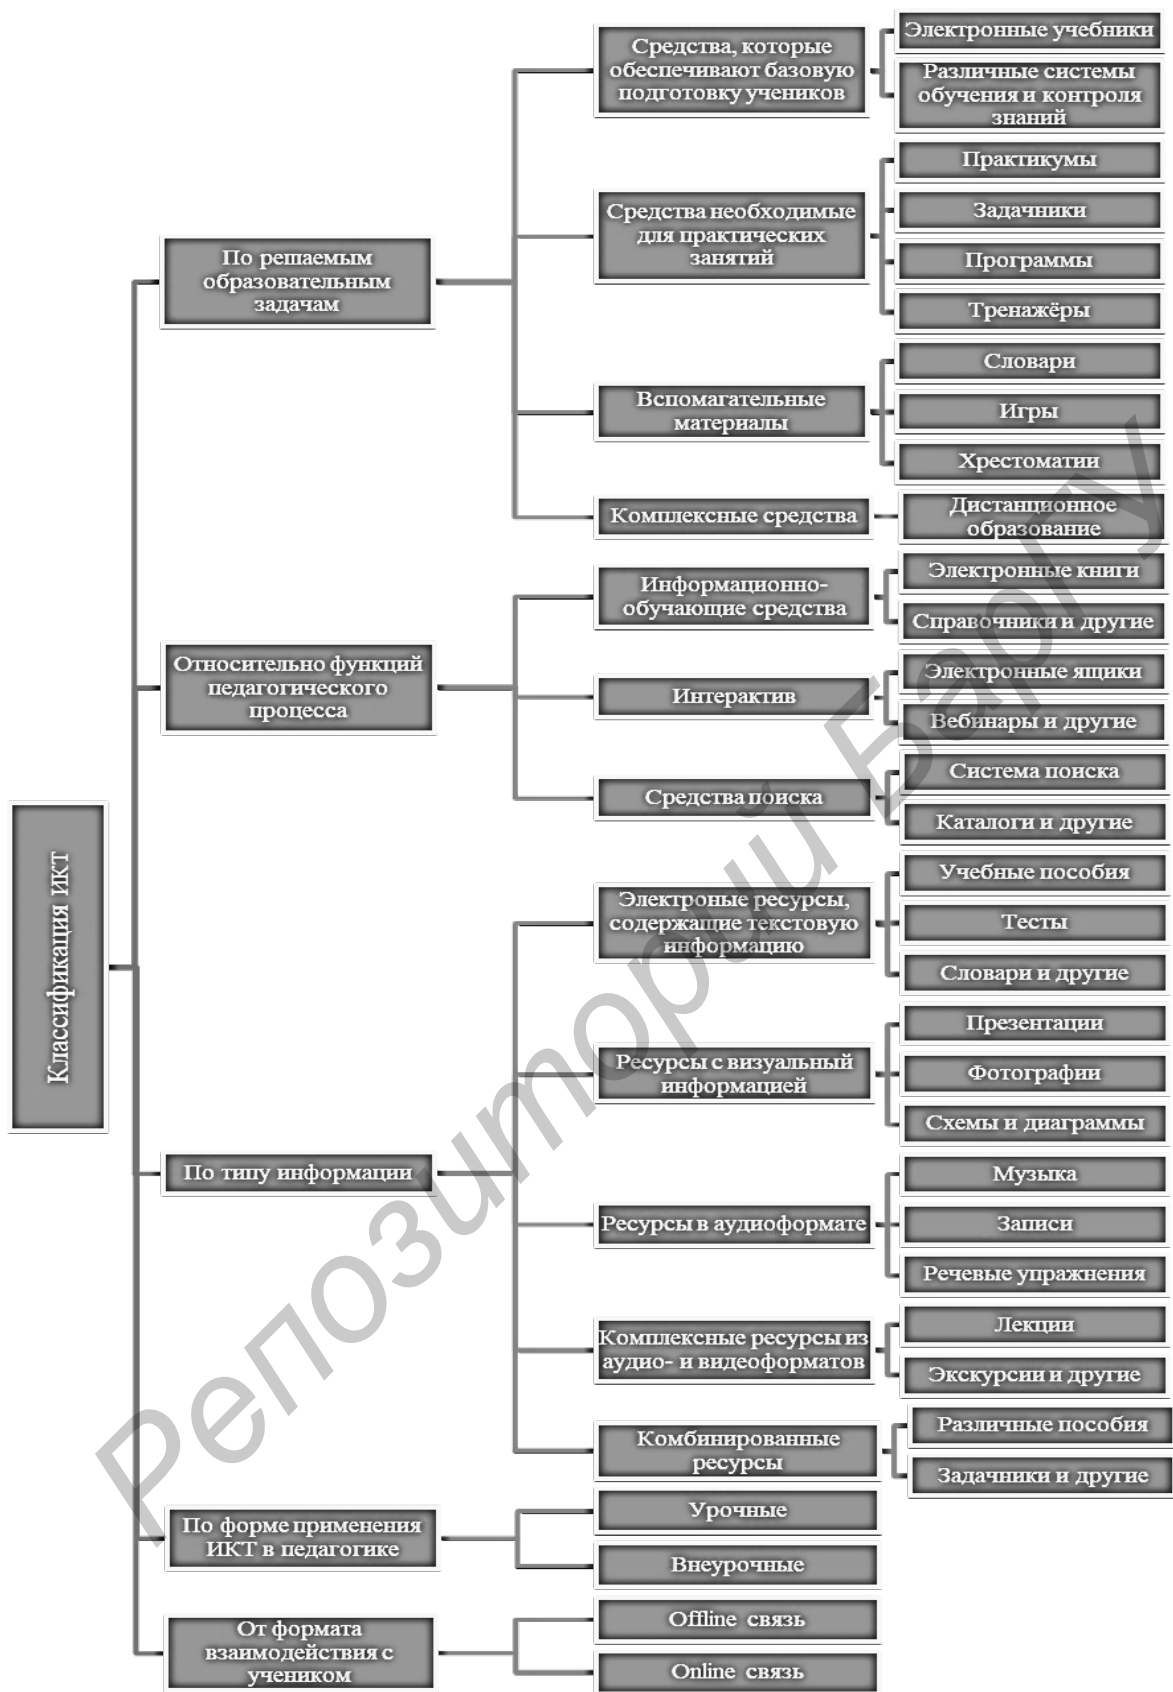 Классификация ИКТ
По решаемым
образовательным
задачам
Средства, которые
обеспечивают базовую
подготовку учеников
Электронные учебники
Различные системы
обучения и контроля
знаний
Средства необходимые
для практических
занятий
Практикумы
Задачники
Программы
Тренажёры
Вспомагательные
материалы
Словари
Игры
Хрестоматии
Комплексные средства
Дистанционное
образование
Относительно функций
педагогического
процесса
Информационно-
обучающие средства
Электронные книги
Справочники и другие
Интерактив
Электронные ящики
Вебинары и другие
Средства поиска
Система поиска
Каталоги и другие
По типу информации
Электроные ресурсы,
содержащие текстовую
информацию
Учебные пособия
Тесты
Словари и другие
Ресурсы с визуальный
информацией
Презентации
Фотографии
Схемы и диаграммы
Ресурсы в аудиоформате
Музыка
Записи
Речевые упражнения
Комплексные ресурсы из
аудио- и видеоформатов
Лекции
Экскурсии и другие
Комбинированные
ресурсы
Различные пособия
Задачники и другие
По форме применения
ИКТ в педагогике
Урочные
Внеурочные
От формата
взаимодействия с
учеником
Offline связь
Online связь
Репозиторий БарГУ